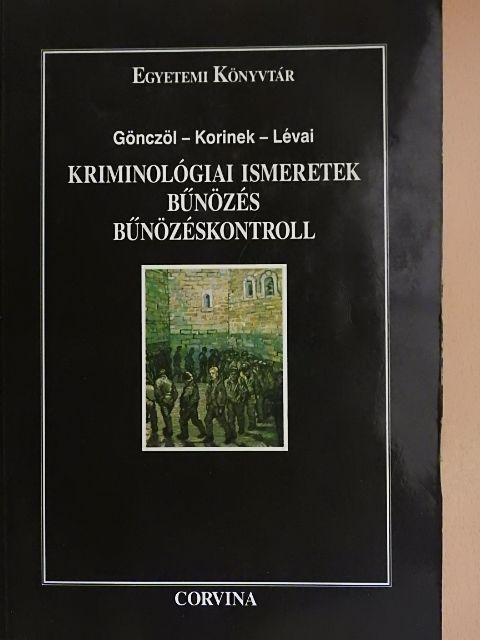 EGYETEMI KÖNYVTÁR
Gönczöl – Korinek – Lévai
KRIMINOLÓGIAI ISMERETEK
BŰNÖZÉS
BŰNÖZÉSKONTROLL
CORVINA